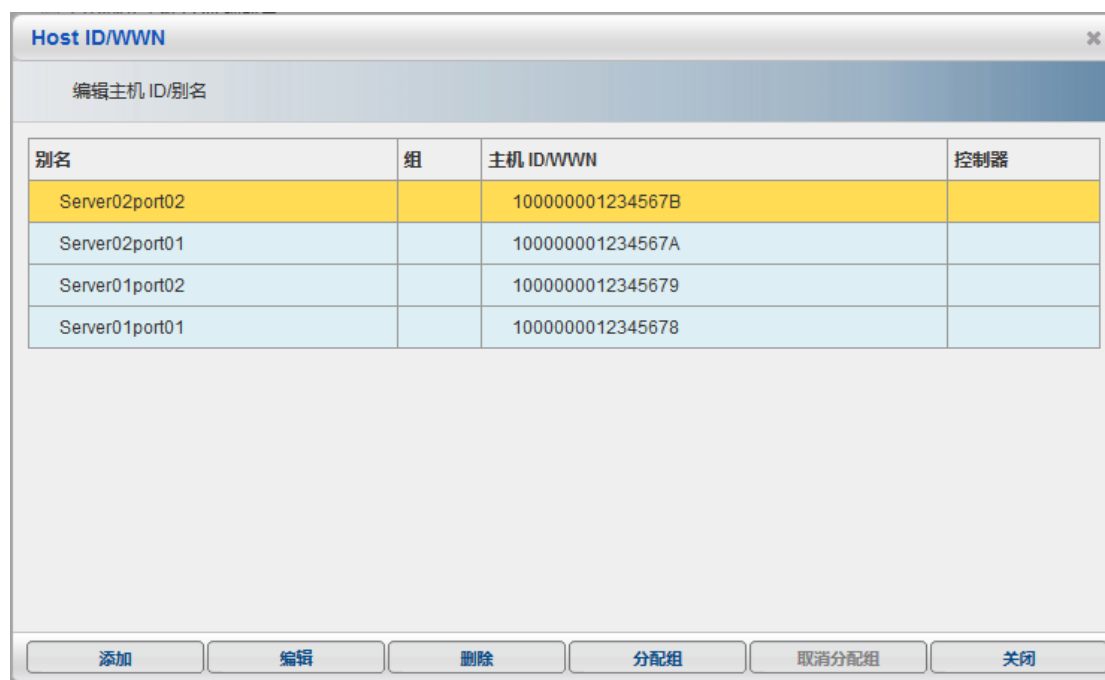 Host ID/WWN
编辑主机 ID/别名
别名 组 主机 ID/WWN 控制器
Server02port02 100000001234567B
Server02port01 100000001234567A
Server01port02 1000000012345679
Server01port01 1000000012345678
添加 编辑 删除 分配组 取消分配组 关闭